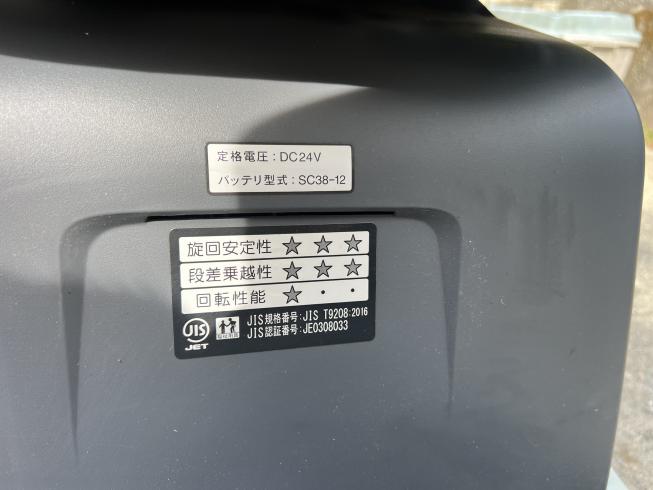 定格電圧：DC24V
バッテリ型式：SC38-12
旋回安定性 ★ ★ ★
段差乗越性 ★ ★ ★
回転性能 ★ ・ ・
JIS規格番号：JIS T9208:2016
JIS認証番号：JE0308033
JIS
JET